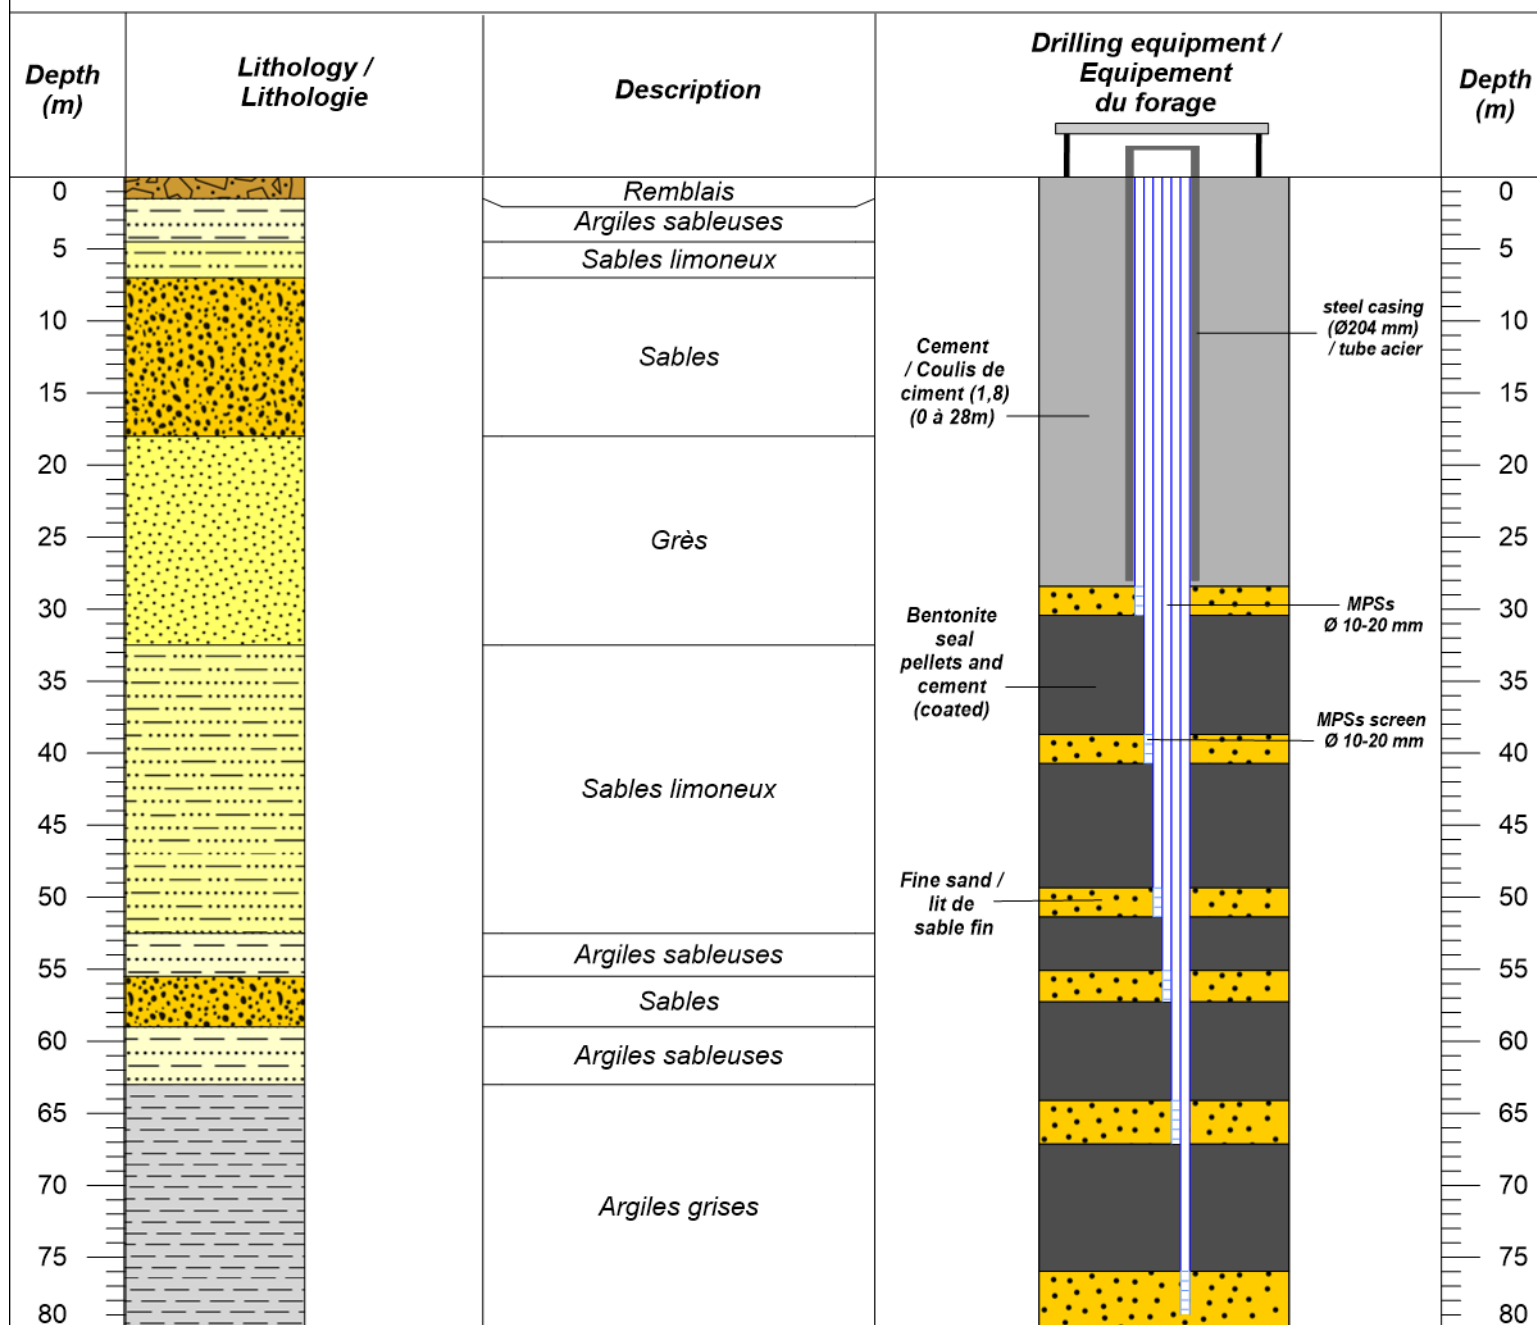 Depth
(m)
Lithology /
Lithologie
Description
Drilling equipment /
Equipement
du forage
Depth
(m)
0
5
10
15
20
25
30
35
40
45
50
55
60
65
70
75
80
Remblais
Argiles sableuses
Sables limoneux
Sables
Grès
Sables limoneux
Argiles sableuses
Sables
Argiles sableuses
Argiles grises
Cement
/ Coulis de
ciment (1,8)
(0 à 28m)
Bentonite
seal
pellets and
cement
(coated)
Fine sand /
lit de
sable fin
steel casing
(Ø204 mm)
/ tube acier
MPSs
Ø 10-20 mm
MPSs screen
Ø 10-20 mm
0
5
10
15
20
25
30
35
40
45
50
55
60
65
70
75
80